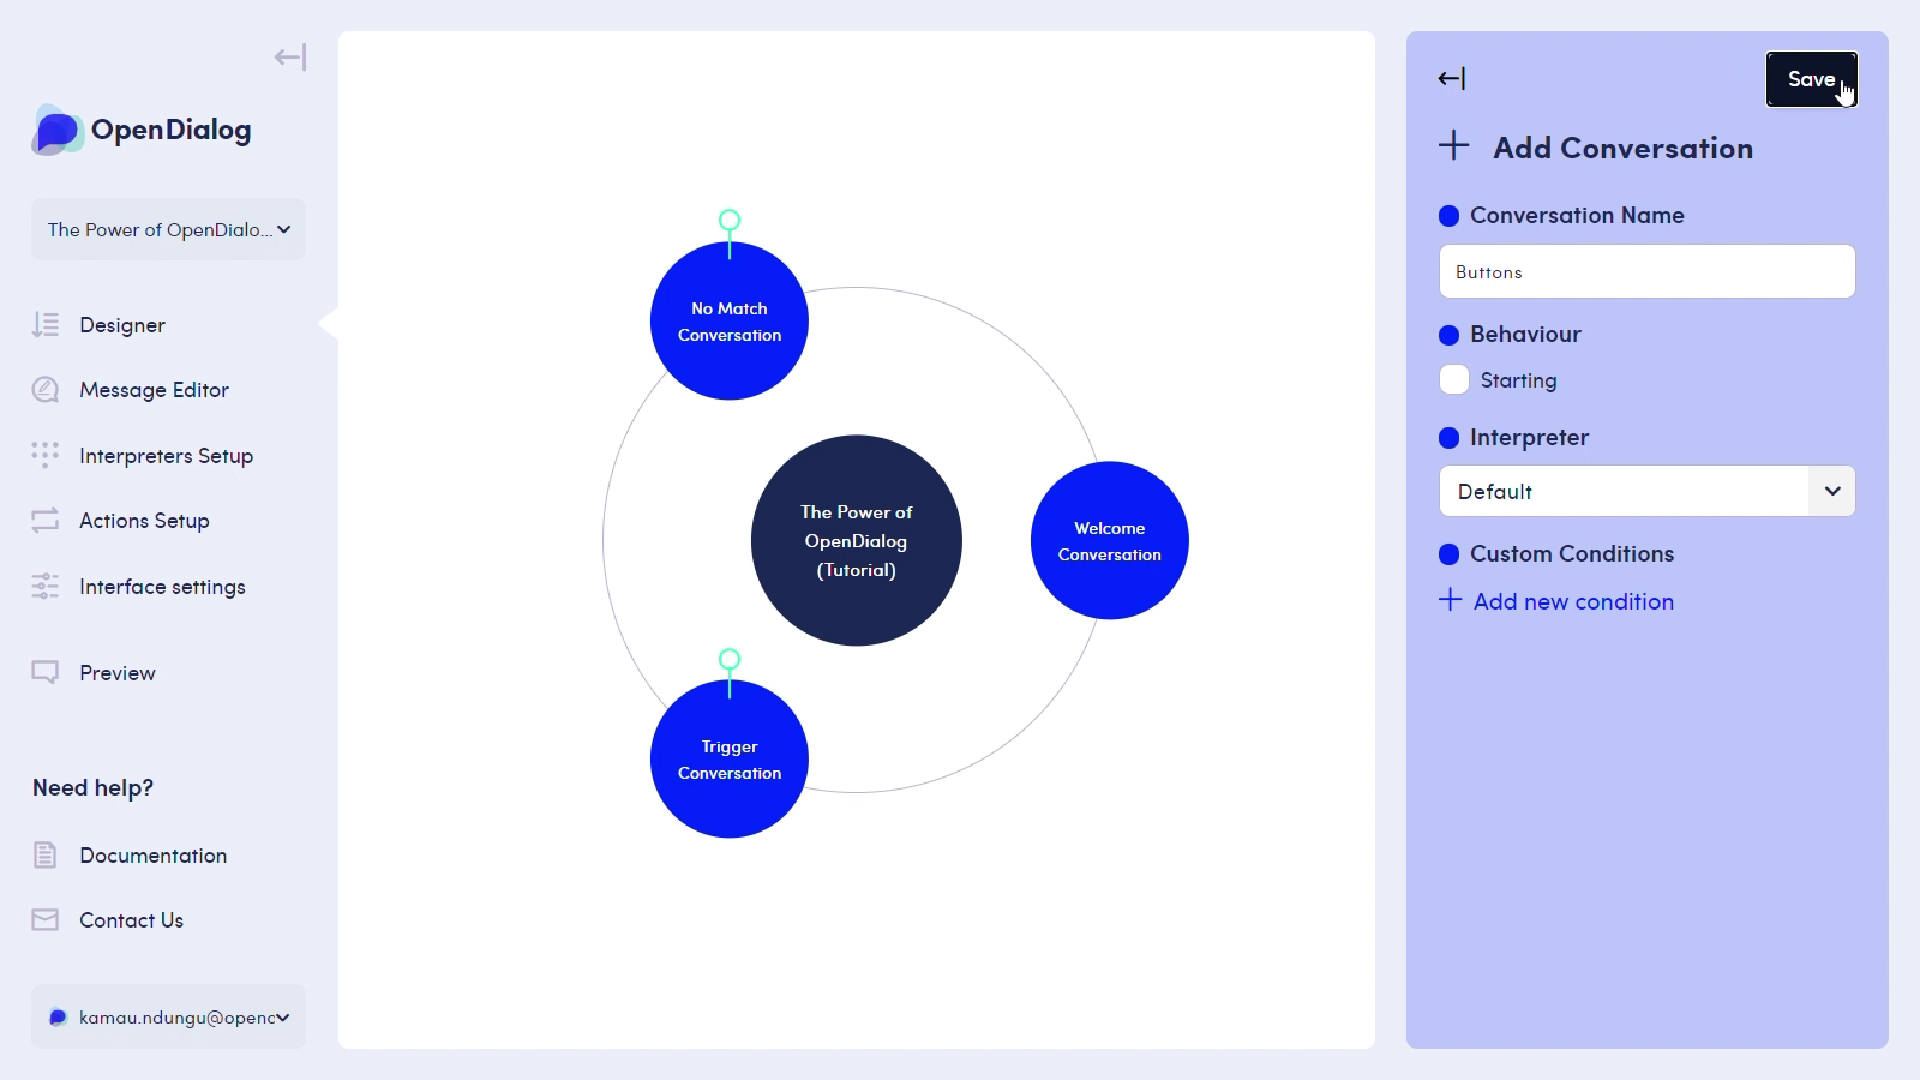 OpenDialog
The Power of OpenDialo...
Designer
Message Editor
Interpreters Setup
Actions Setup
Interface settings
Preview
Need help?
Documentation
Contact Us
kamau.ndungu@openc
No Match
Conversation
The Power of
OpenDialog
(Tutorial)
Welcome
Conversation
Trigger
Conversation
Save
Add Conversation
Conversation Name
Buttons
Behaviour
Starting
Interpreter
Default
Custom Conditions
Add new condition